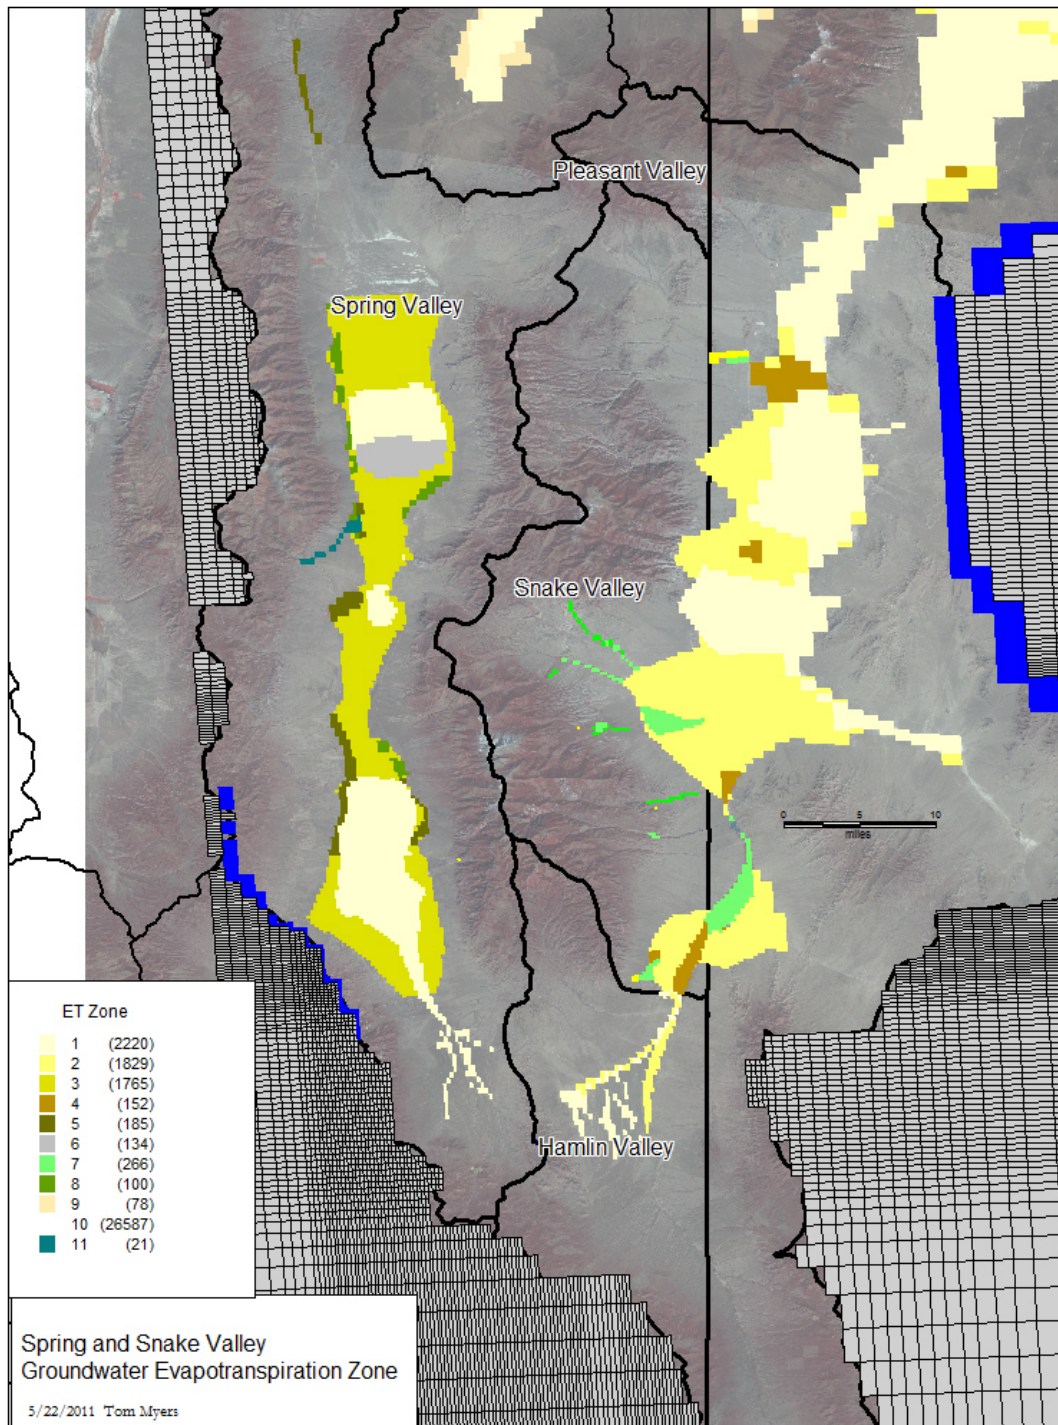 Pleasant Valley
Spring Valley
Snake Valley
0 5 10
miles
Hamlin Valley
ET Zone
1 (2220)
2 (1829)
3 (1765)
4 (152)
5 (185)
6 (134)
7 (266)
8 (100)
9 (78)
10 (26587)
11 (21)
Spring and Snake Valley
Groundwater Evapotranspiration Zone
5/22/2011 Tom Myers